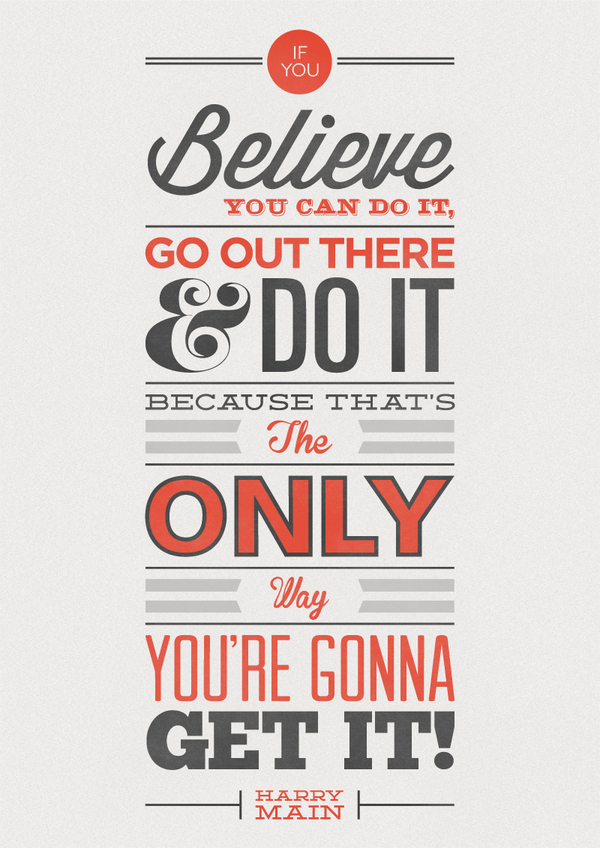 IF
YOU
Believe
YOU CAN DO IT,
GO OUT THERE
& DO IT
BECAUSE THAT'S
The
ONLY
Way
YOU'RE GONNA
GET IT!
HARRY
MAIN